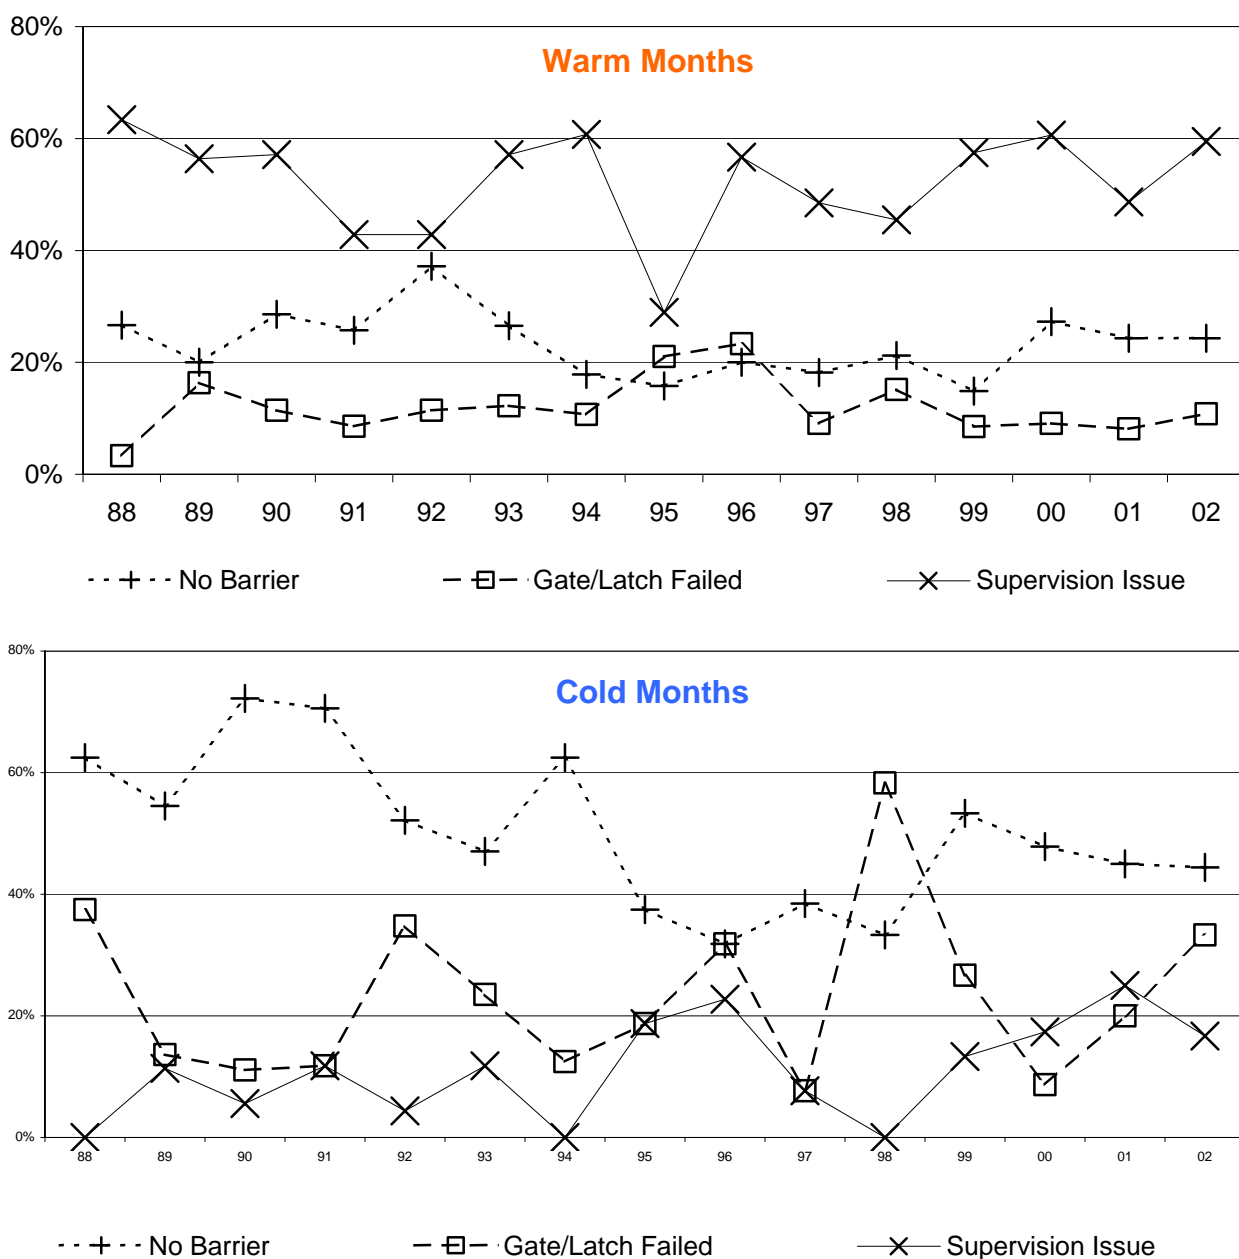 80%
Warm Months
60%
40%
20%
0%
88 89 90 91 92 93 94 95 96 97 98 99 00 01 02
No Barrier Gate/Latch Failed Supervision Issue
80%
Cold Months
60%
40%
20%
0%
88 89 90 91 92 93 94 95 96 97 98 99 00 01 02
No Barrier Gate/Latch Failed Supervision Issue